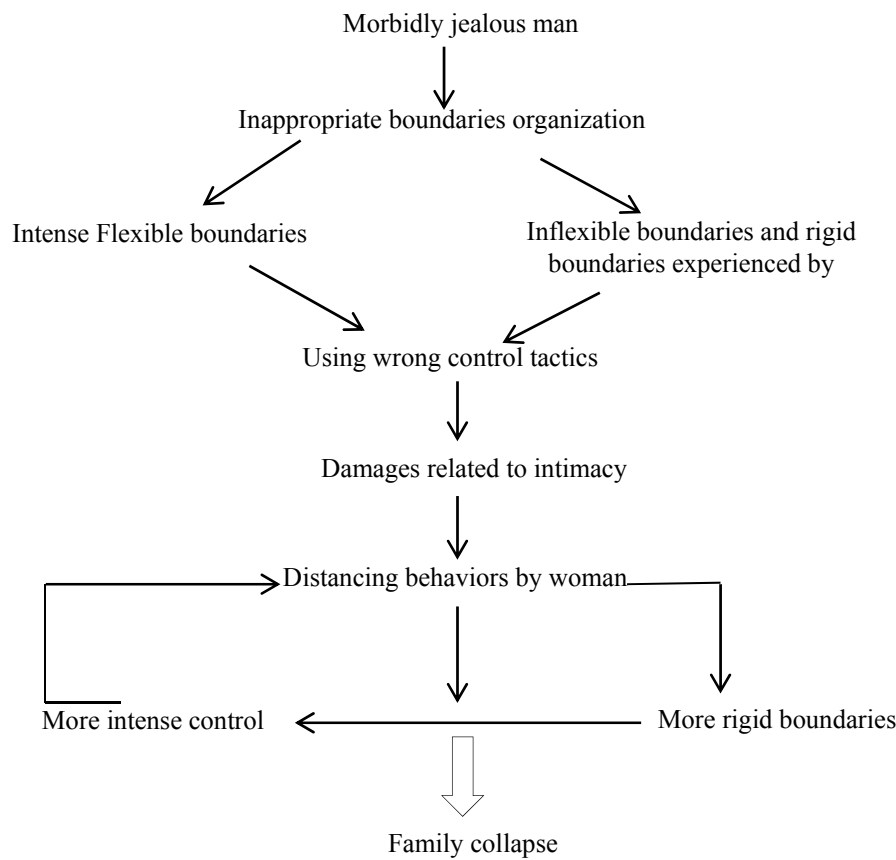 Morbidly jealous man
Inappropriate boundaries organization
Intense Flexible boundaries
Inflexible boundaries and rigid
boundaries experienced by
Using wrong control tactics
Damages related to intimacy
Distancing behaviors by woman
More intense control
More rigid boundaries
Family collapse